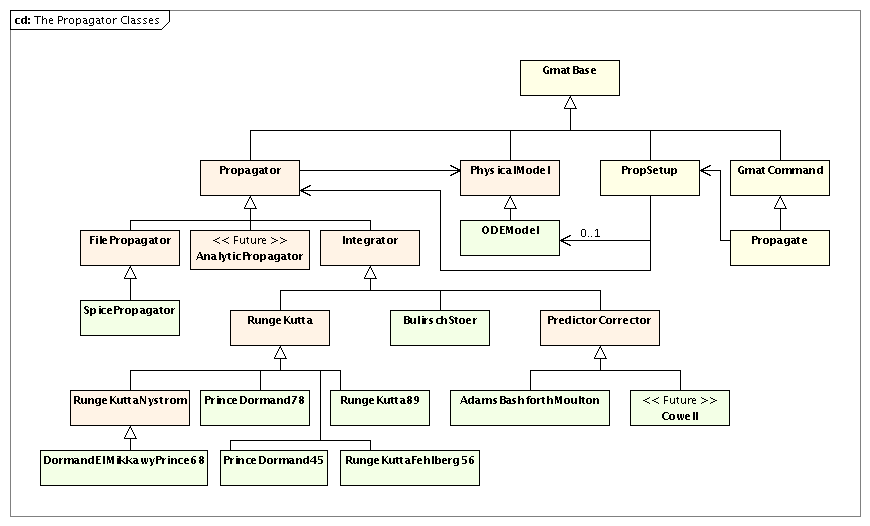 cd: The Propagator Classes
GmatBase
Propagator
PhysicalModel
PropSetup
GmatCommand
FilePropagator
<< Future >>
AnalyticPropagator
Integrator
ODEModel
0..1
Propagate
SpicePropagator
RungeKutta
BulirschStoer
PredictorCorrector
RungeKuttaNystrom
PrinceDormand78
RungeKutta89
AdamsBashforthMoulton
<< Future >>
Cowell
DormandElMikkawyPrince68
PrinceDormand45
RungeKuttaFehlberg56